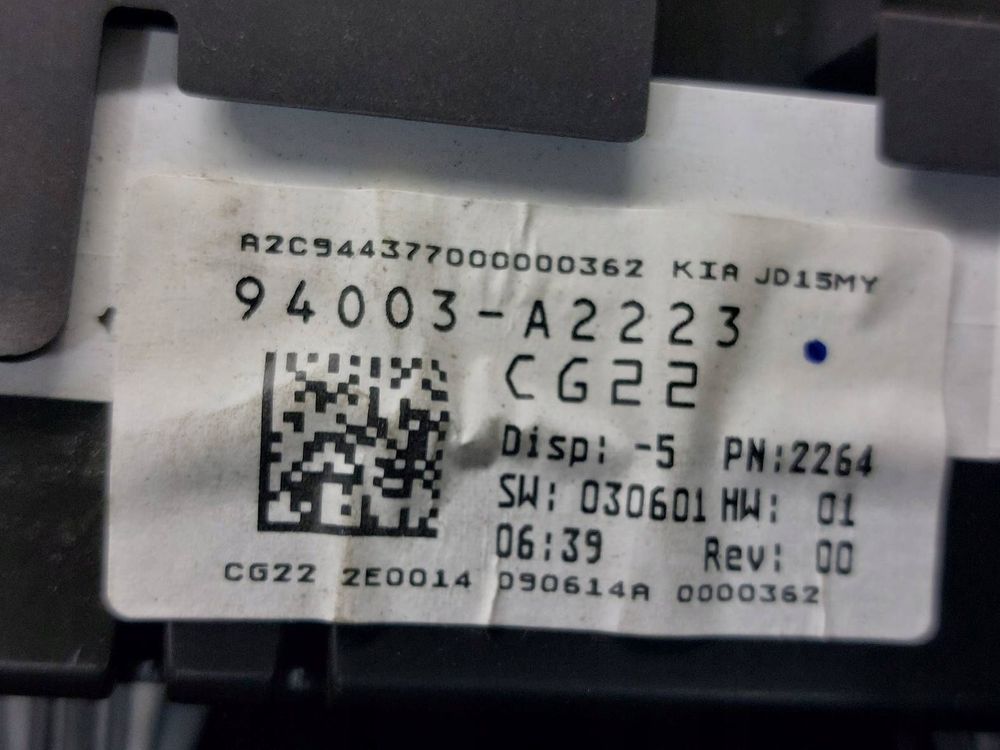 A2C94437700000362 KIA JD15MY
94003-A2223
CG22
Disp: -5 PN:2264
SW: 030601 HW: 01
06:39 Rev: 00
CG22 2E0014 090614A 0000362